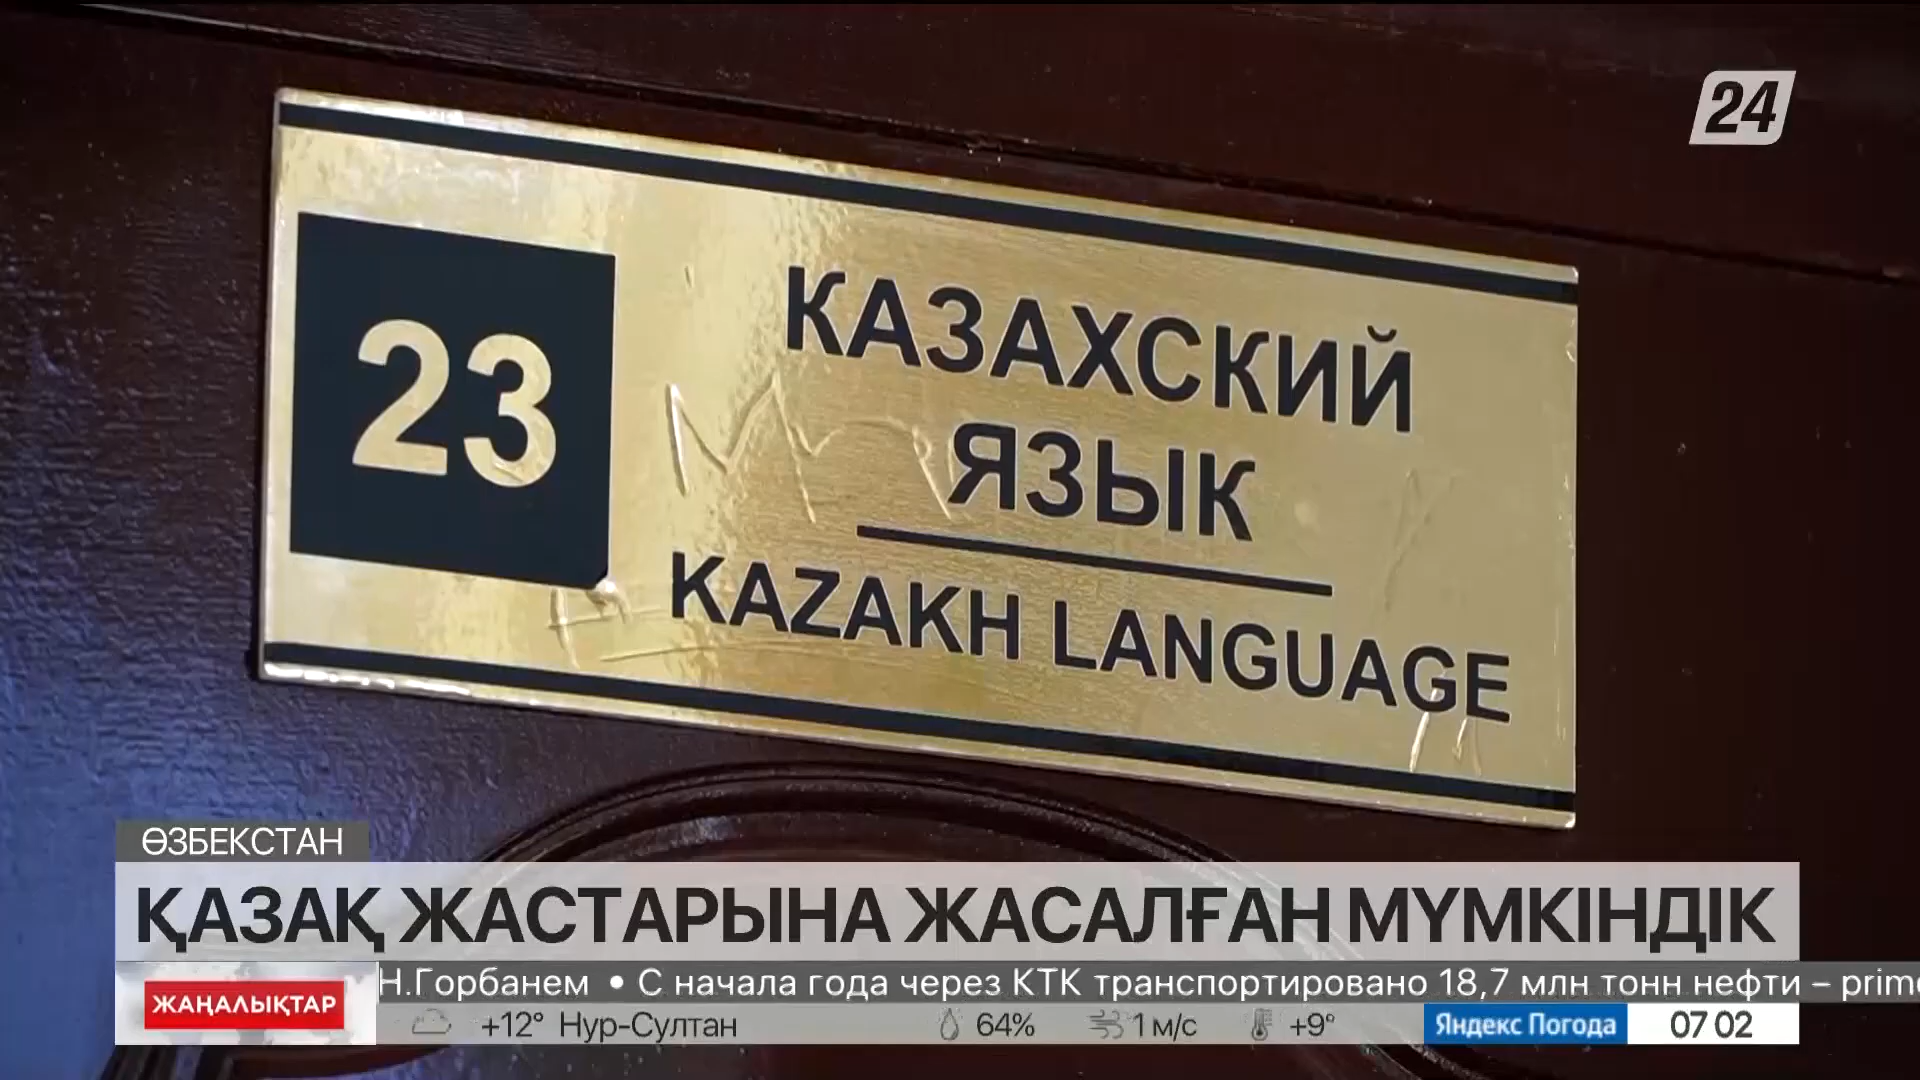 24
23
КАЗАХСКИЙ
ЯЗЫК
KAZAKH LANGUAGE
ӨЗБЕКСТАН
ҚАЗАҚ ЖАСТАРЫНА ЖАСАЛҒАН МҮМКІНДІК
ЖАҢАЛЫҚТАР
Н.Горбанем • С начала года через КТК транспортировано 18,7 млн тонн нефти – prime
+12° Нур-Султан 64% 1 м/с +9° Яндекс Погода 07 02